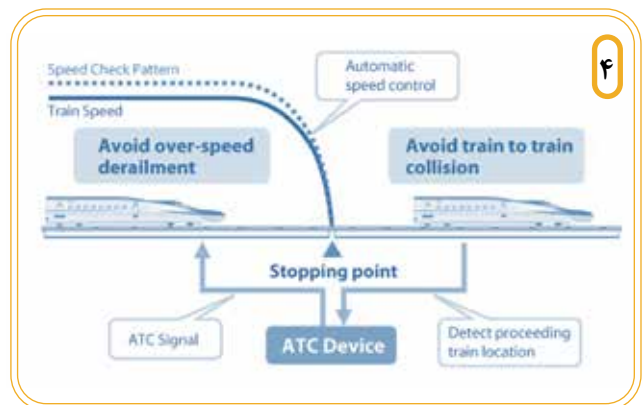 ۴
Speed Check Pattern
Train Speed
Automatic
speed control
Avoid over-speed
derailment
Avoid train to train
collision
Stopping point
ATC Signal
ATC Device
Detect proceeding
train location